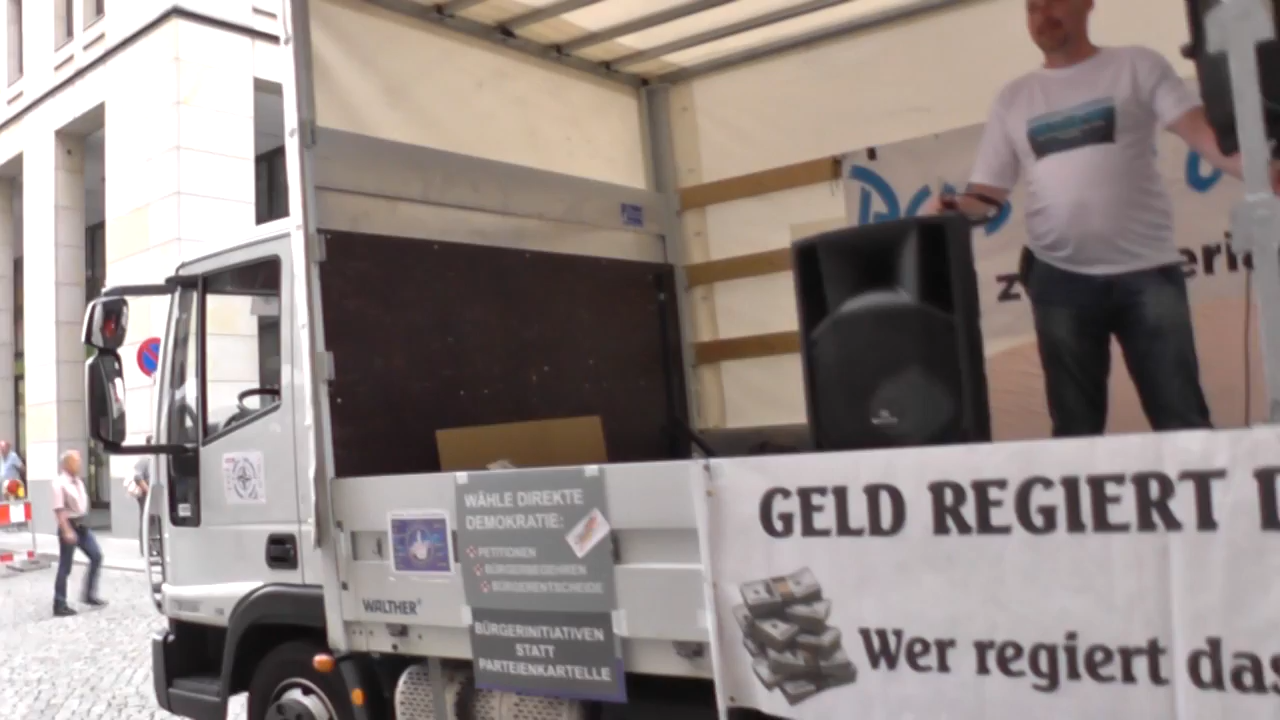 WÄHLE DIREKTE
DEMOKRATIE:
PETITIONEN
BÜRGERBEGEHREN
BÜRGERENTSCHEIDE
BÜRGERINITIATIVEN
STATT
PARTEIENKARTELLE
WALTHER
GELD REGIERT D
Wer regiert das